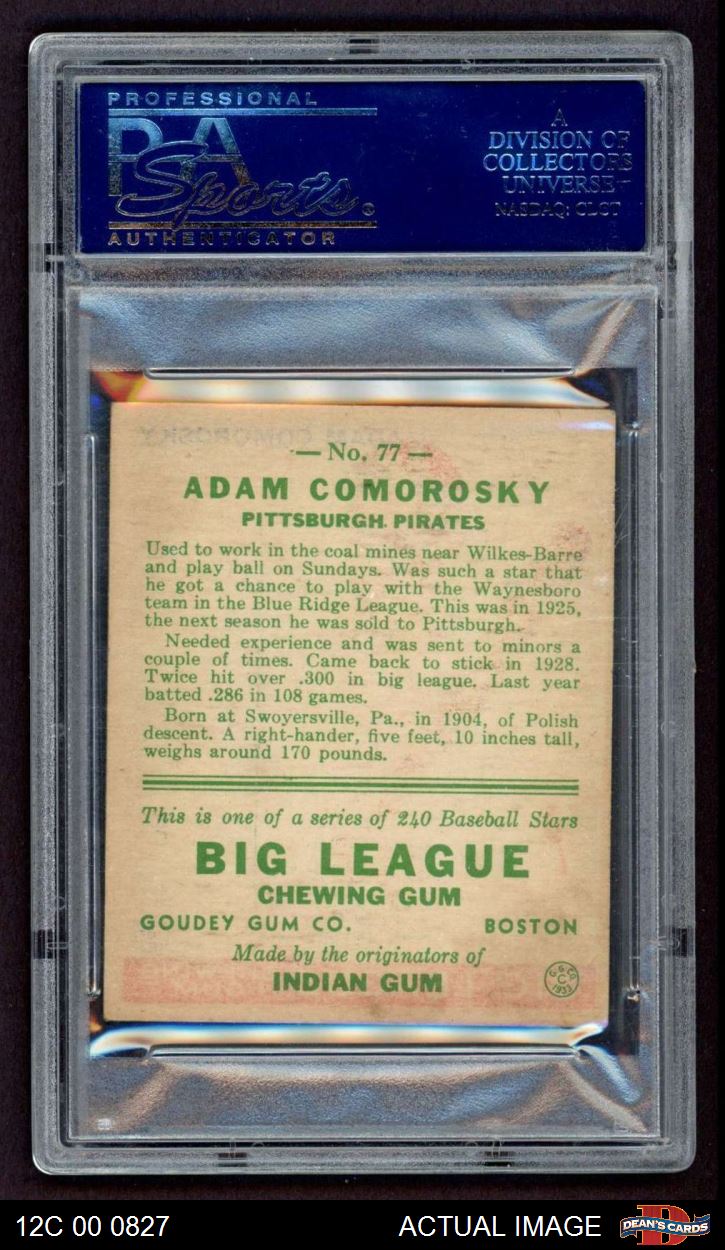 PROFESSIONAL
PSA
Sports
AUTHENTICATOR
A
DIVISION OF
COLLECTORS
UNIVERSE
NASDAQ: CLCT
ADAM COMOROSKY
— No. 77 —
ADAM COMOROSKY
PITTSBURGH PIRATES
Used to work in the coal mines near Wilkes-Barre
and play ball on Sundays. Was such a star that
he got a chance to play with the Waynesboro
team in the Blue Ridge League. This was in 1925,
the next season he was sold to Pittsburgh.
Needed experience and was sent to minors a
couple of times. Came back to stick in 1928.
Twice hit over .300 in big league. Last year
batted .286 in 108 games.
Born at Swoyersville, Pa., in 1904, of Polish
descent. A right-hander, five feet, 10 inches tall,
weighs around 170 pounds.
This is one of a series of 240 Baseball Stars
BIG LEAGUE
CHEWING GUM
GOUDEY GUM CO. BOSTON
Made by the originators of
INDIAN GUM
G. G. CO.
C
1933
12C 00 0827 ACTUAL IMAGE DEAN'S CARDS